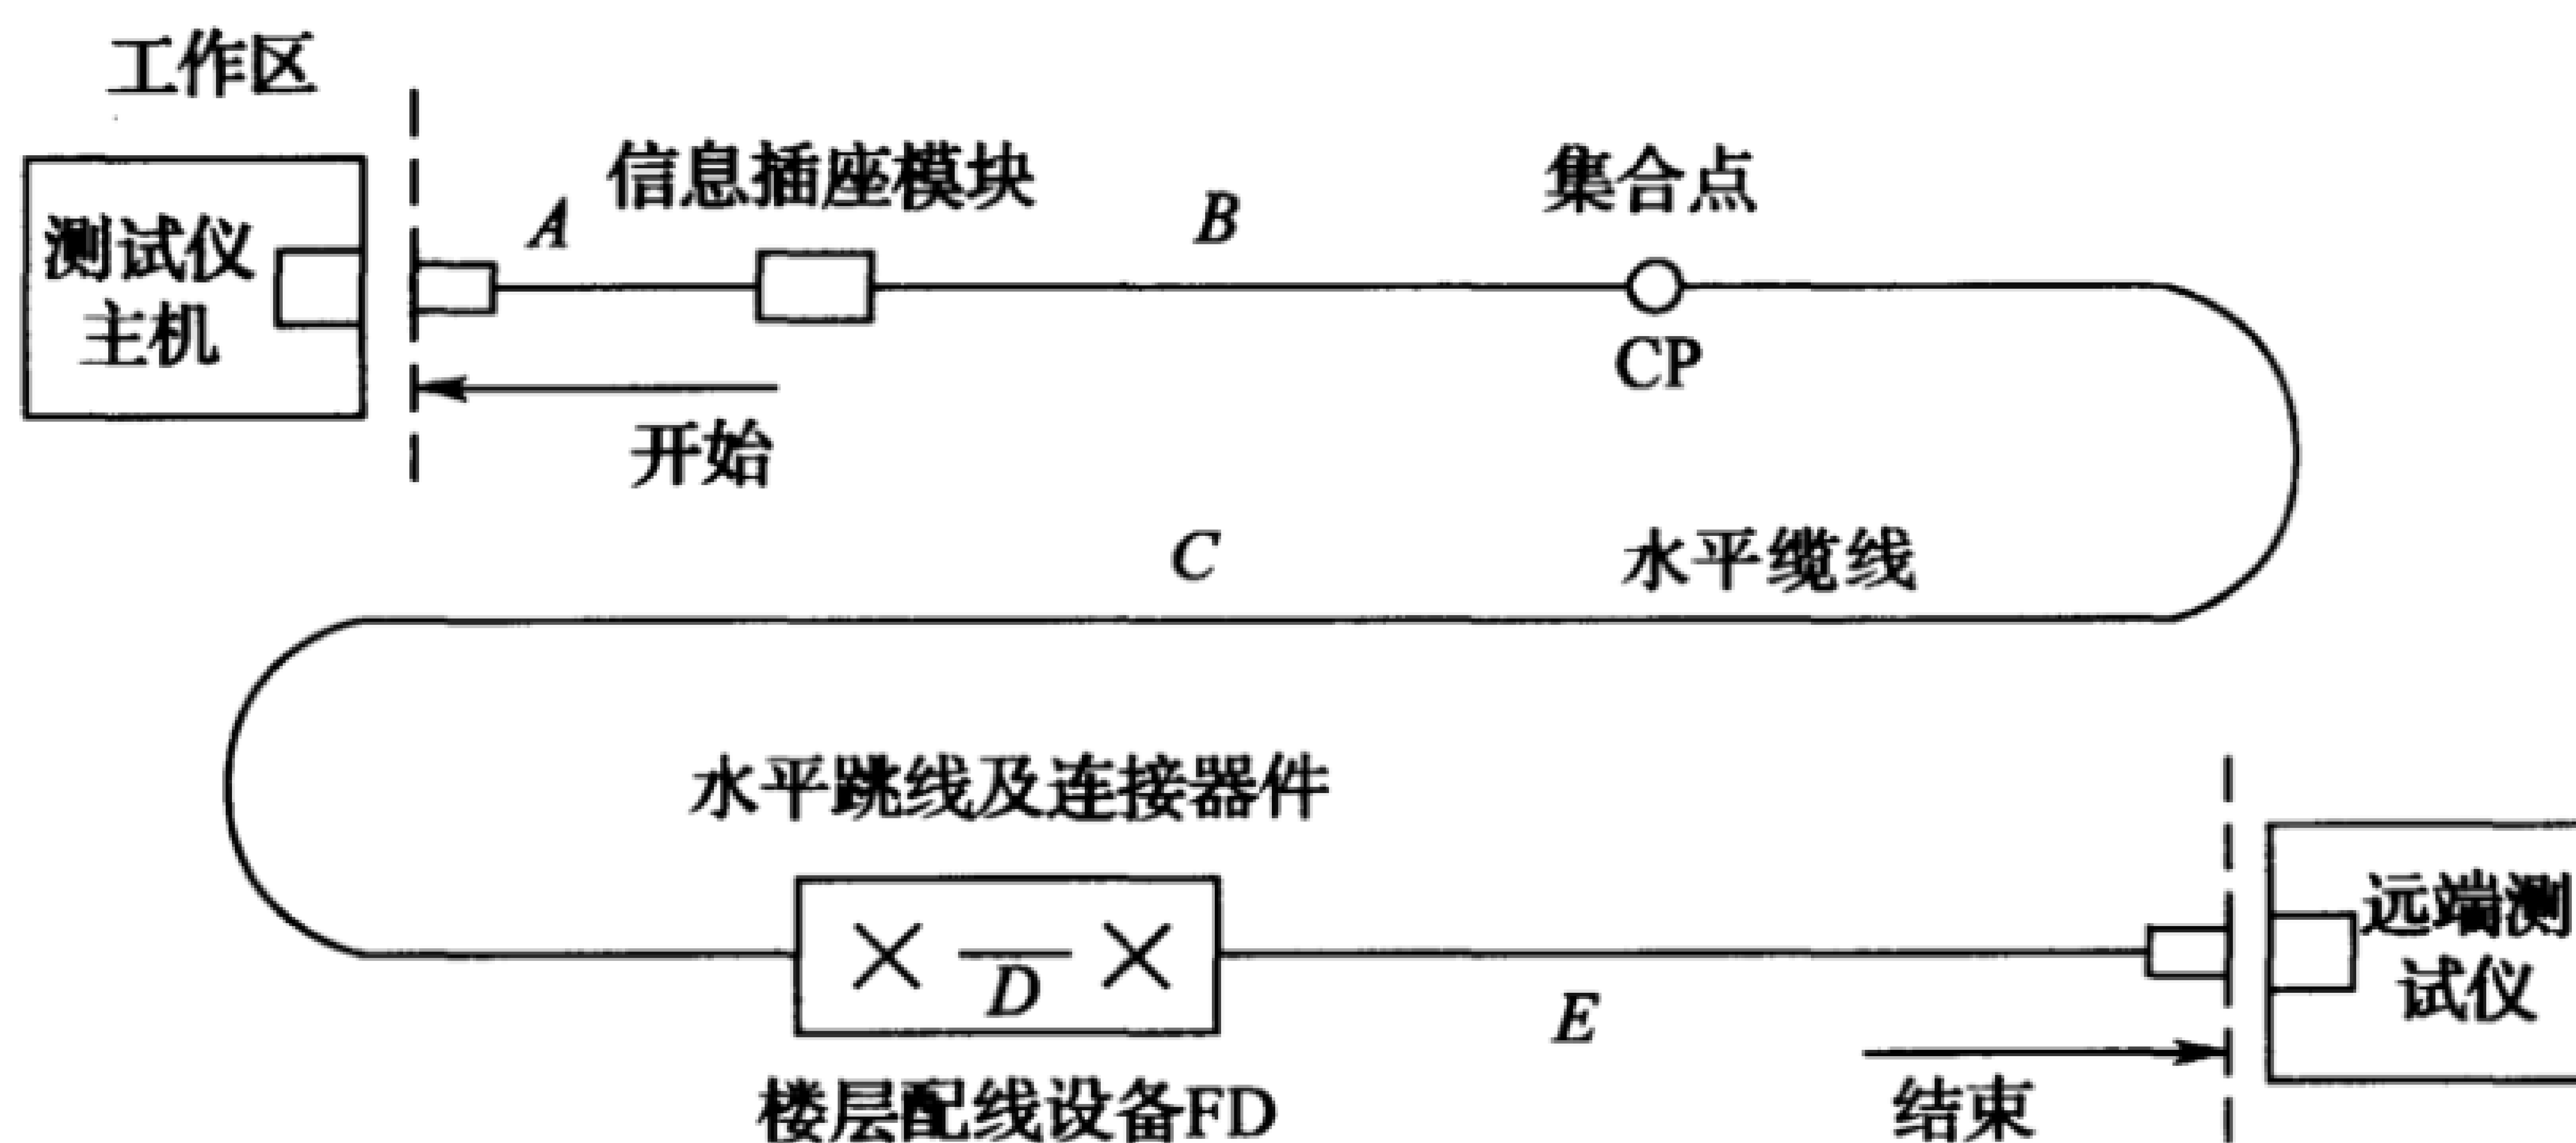 工作区
测试仪
主机
A
信息插座模块
B
集合点
CP
开始
C
水平缆线
水平跳线及连接器件
D
楼层配线设备FD
E
远端测
试仪
结束